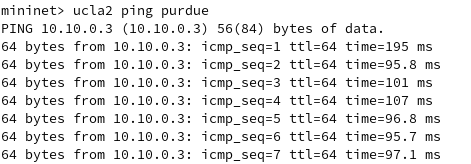 mininet> ucla2 ping purdue
PING 10.10.0.3 (10.10.0.3) 56(84) bytes of data.
64 bytes from 10.10.0.3: icmp_seq=1 ttl=64 time=195 ms
64 bytes from 10.10.0.3: icmp_seq=2 ttl=64 time=95.8 ms
64 bytes from 10.10.0.3: icmp_seq=3 ttl=64 time=101 ms
64 bytes from 10.10.0.3: icmp_seq=4 ttl=64 time=107 ms
64 bytes from 10.10.0.3: icmp_seq=5 ttl=64 time=96.8 ms
64 bytes from 10.10.0.3: icmp_seq=6 ttl=64 time=95.7 ms
64 bytes from 10.10.0.3: icmp_seq=7 ttl=64 time=97.1 ms